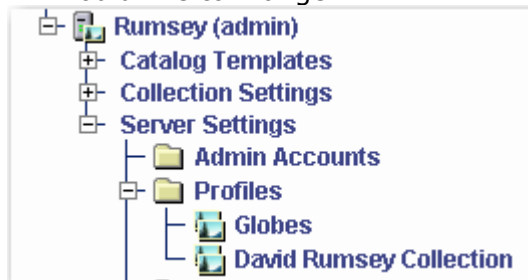 Rumsey (admin)
Catalog Templates
Collection Settings
Server Settings
Admin Accounts
Profiles
Globes
David Rumsey Collection